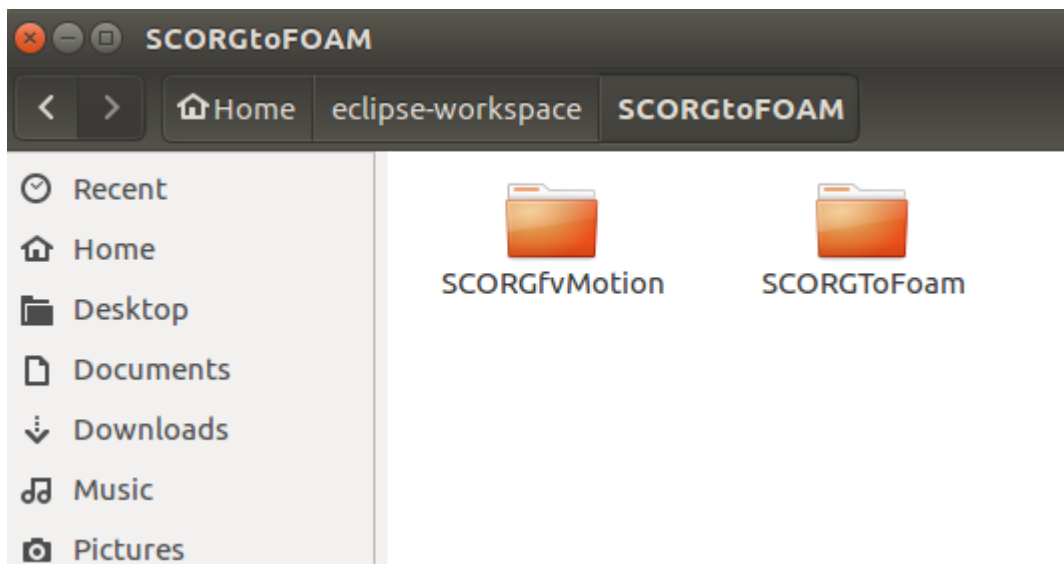 SCORGtoFOAM
Home eclipse-workspace SCORGtoFOAM
Recent
Home
Desktop
Documents
Downloads
Music
Pictures
SCORGfvMotion SCORGToFoam